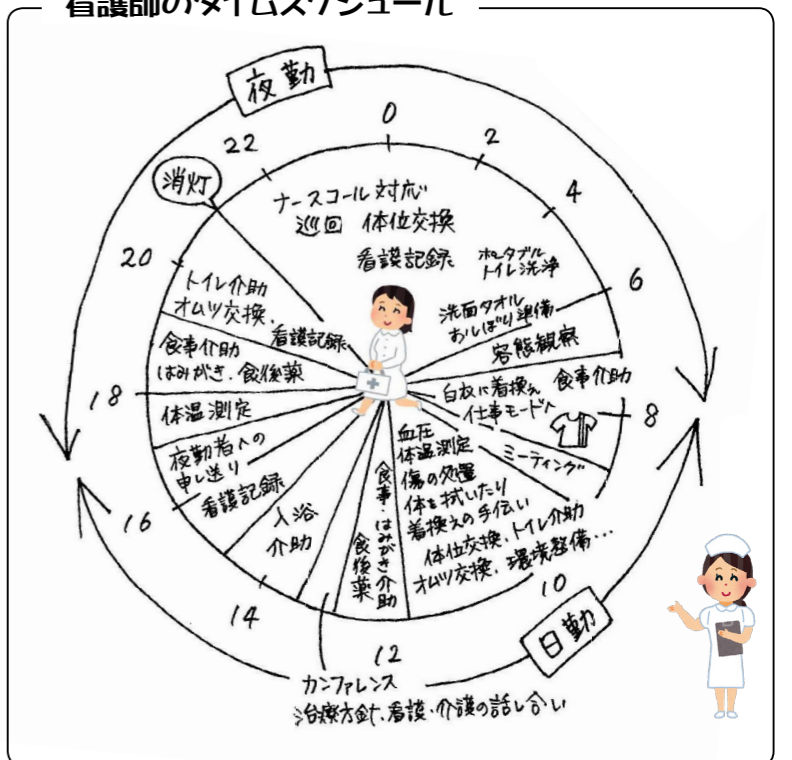 看護師のタイムスケジュール
夜勤
0
2
4
6
8
10
12
14
16
18
20
22
消灯
ナースコール対応
巡回 体位交換
看護記録
ポータブル
トイレ洗浄
洗面タオル
おしぼり準備
容態観察
食事介助
白衣に着換え
仕事モードへ
ミーティング
血圧
体温測定
傷の処置
体を拭いたり
着換えの手伝い
体位交換、トイレ介助
オムツ交換、環境整備…
食事・はみがき介助
食後薬
カンファレンス
治療方針、看護・介護の話し合い
入浴
介助
看護記録
夜勤者への
申し送り
体温測定
食事介助
はみがき、食後薬
看護記録
トイレ介助
オムツ交換、
日勤